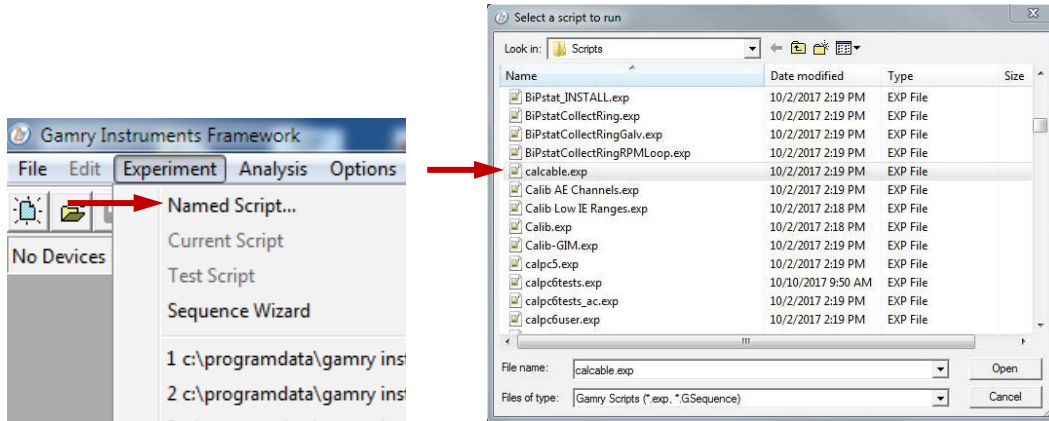 Gamry Instruments Framework
File Edit Experiment Analysis Options
Named Script...
No Devices
Current Script
Test Script
Sequence Wizard
1 c:\programdata\gamry inst
2 c:\programdata\gamry inst
Select a script to run
Look in: Scripts
Name Date modified Type Size
BiPstat_INSTALL.exp 10/2/2017 2:19 PM EXP File
BiPstatCollectRing.exp 10/2/2017 2:19 PM EXP File
BiPstatCollectRingGalv.exp 10/2/2017 2:19 PM EXP File
BiPstatCollectRingRPMLoop.exp 10/2/2017 2:19 PM EXP File
calcable.exp 10/2/2017 2:19 PM EXP File
Calib AE Channels.exp 10/2/2017 2:19 PM EXP File
Calib Low IE Ranges.exp 10/2/2017 2:18 PM EXP File
Calib.exp 10/2/2017 2:18 PM EXP File
Calib-GIM.exp 10/2/2017 2:19 PM EXP File
calpc5.exp 10/2/2017 2:19 PM EXP File
calpc6tests.exp 10/10/2017 9:50 AM EXP File
calpc6tests_ac.exp 10/2/2017 2:19 PM EXP File
calpc6user.exp 10/2/2017 2:19 PM EXP File
File name: calcable.exp Open
Files of type: Gamry Scripts (*.exp, *.GSequence) Cancel